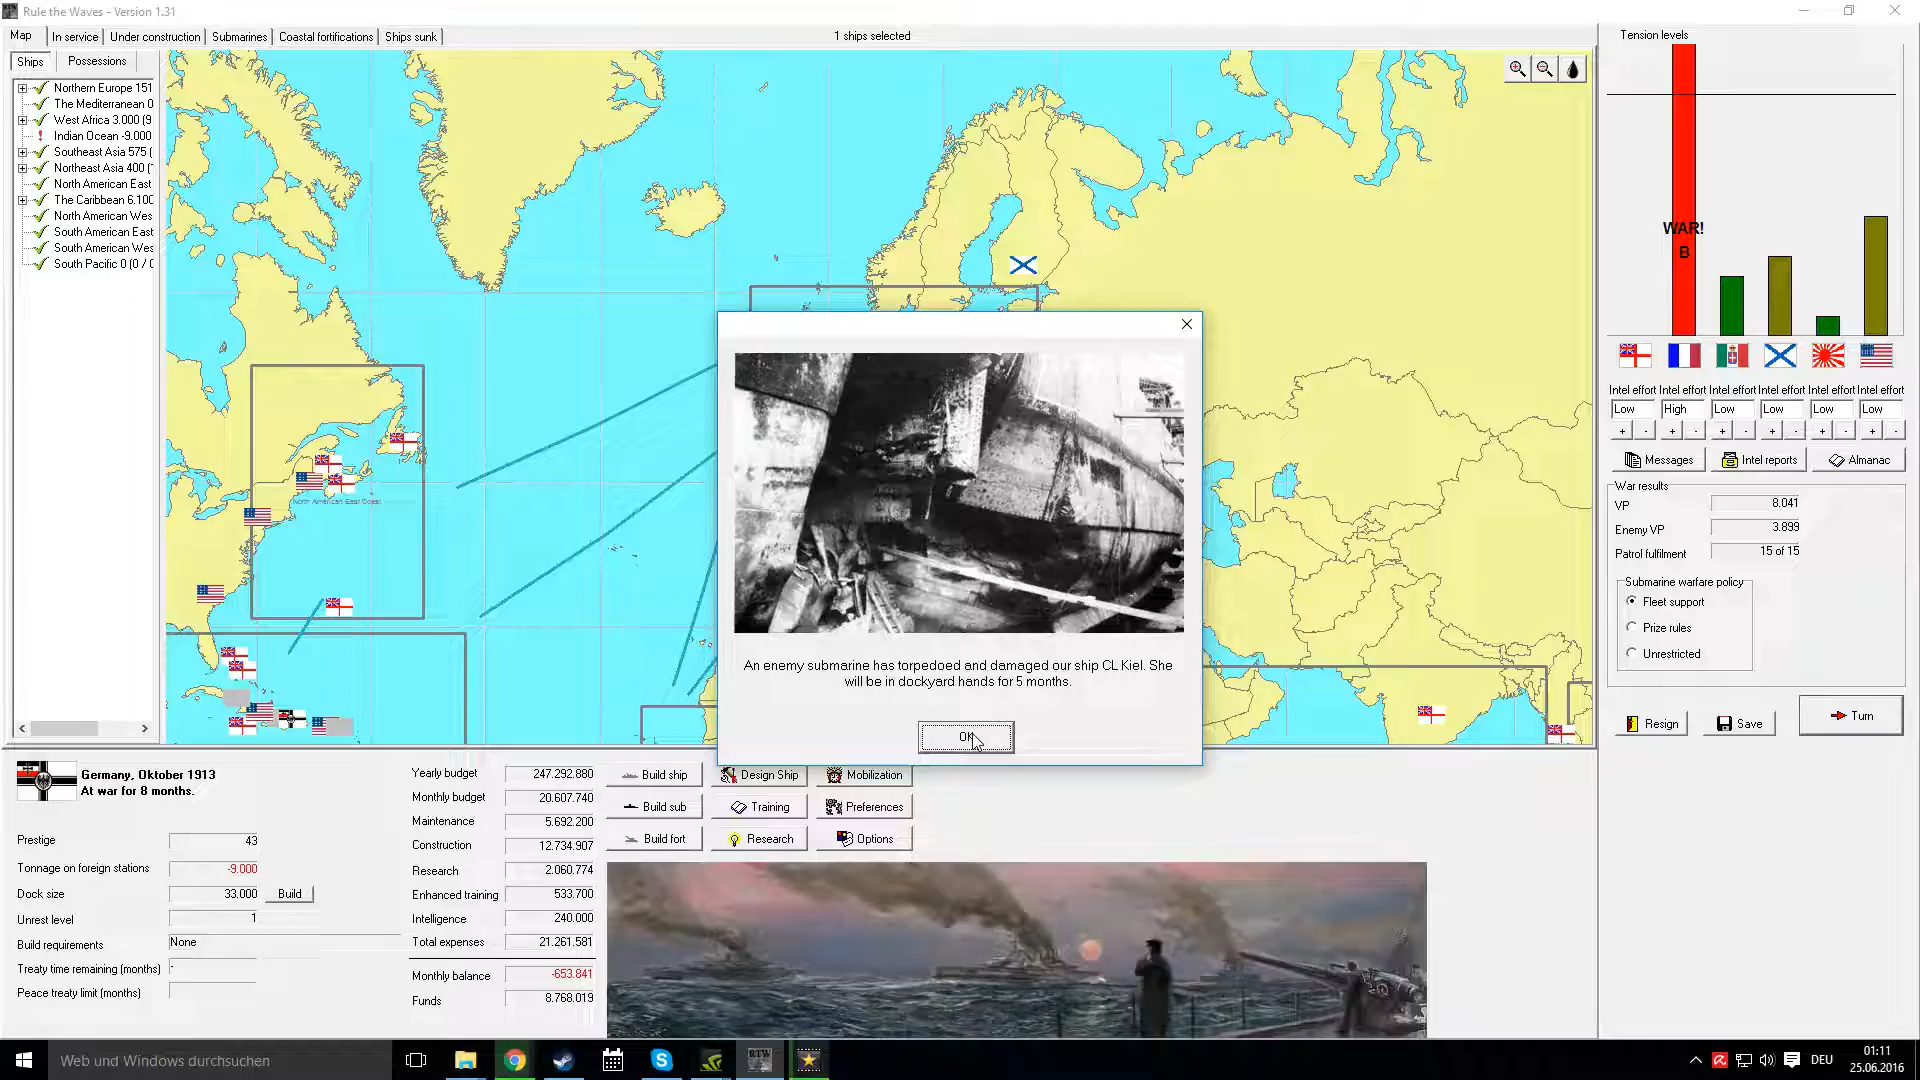 Rule the Waves - Version 1.31
Map
In service
Under construction
Submarines
Coastal fortifications
Ships sunk
1 ships selected
Ships
Possessions
Northern Europe 151
The Mediterranean 0
West Africa 3.000 (9
Indian Ocean -9.000
Southeast Asia 575 (
Northeast Asia 400 (1
North American East
The Caribbean 6.100
North American Wes
South American East
South American Wes
South Pacific 0 (0 / 0
North American East Coast
An enemy submarine has torpedoed and damaged our ship CL Kiel. She
will be in dockyard hands for 5 months.
OK
Tension levels
WAR!
B
Intel effort Intel effort Intel effort Intel effort Intel effort Intel effort
Low High Low Low Low Low
+ - + - + - + - + - + -
Messages
Intel reports
Almanac
War results
VP 8.041
Enemy VP 3.899
Patrol fulfilment 15 of 15
Submarine warfare policy
Fleet support
Prize rules
Unrestricted
Resign
Save
Turn
Germany, Oktober 1913
At war for 8 months.
Prestige 43
Tonnage on foreign stations -9.000
Dock size 33.000 Build
Unrest level 1
Build requirements None
Treaty time remaining (months) -
Peace treaty limit (months)
Yearly budget 247.292.880
Monthly budget 20.607.740
Maintenance 5.692.200
Construction 12.734.907
Research 2.060.774
Enhanced training 533.700
Intelligence 240.000
Total expenses 21.261.581
Monthly balance -653.841
Funds 8.768.019
Build ship
Design Ship
Mobilization
Build sub
Training
Preferences
Build fort
Research
Options
Web und Windows durchsuchen
RTW
DEU
01:11
25.06.2016